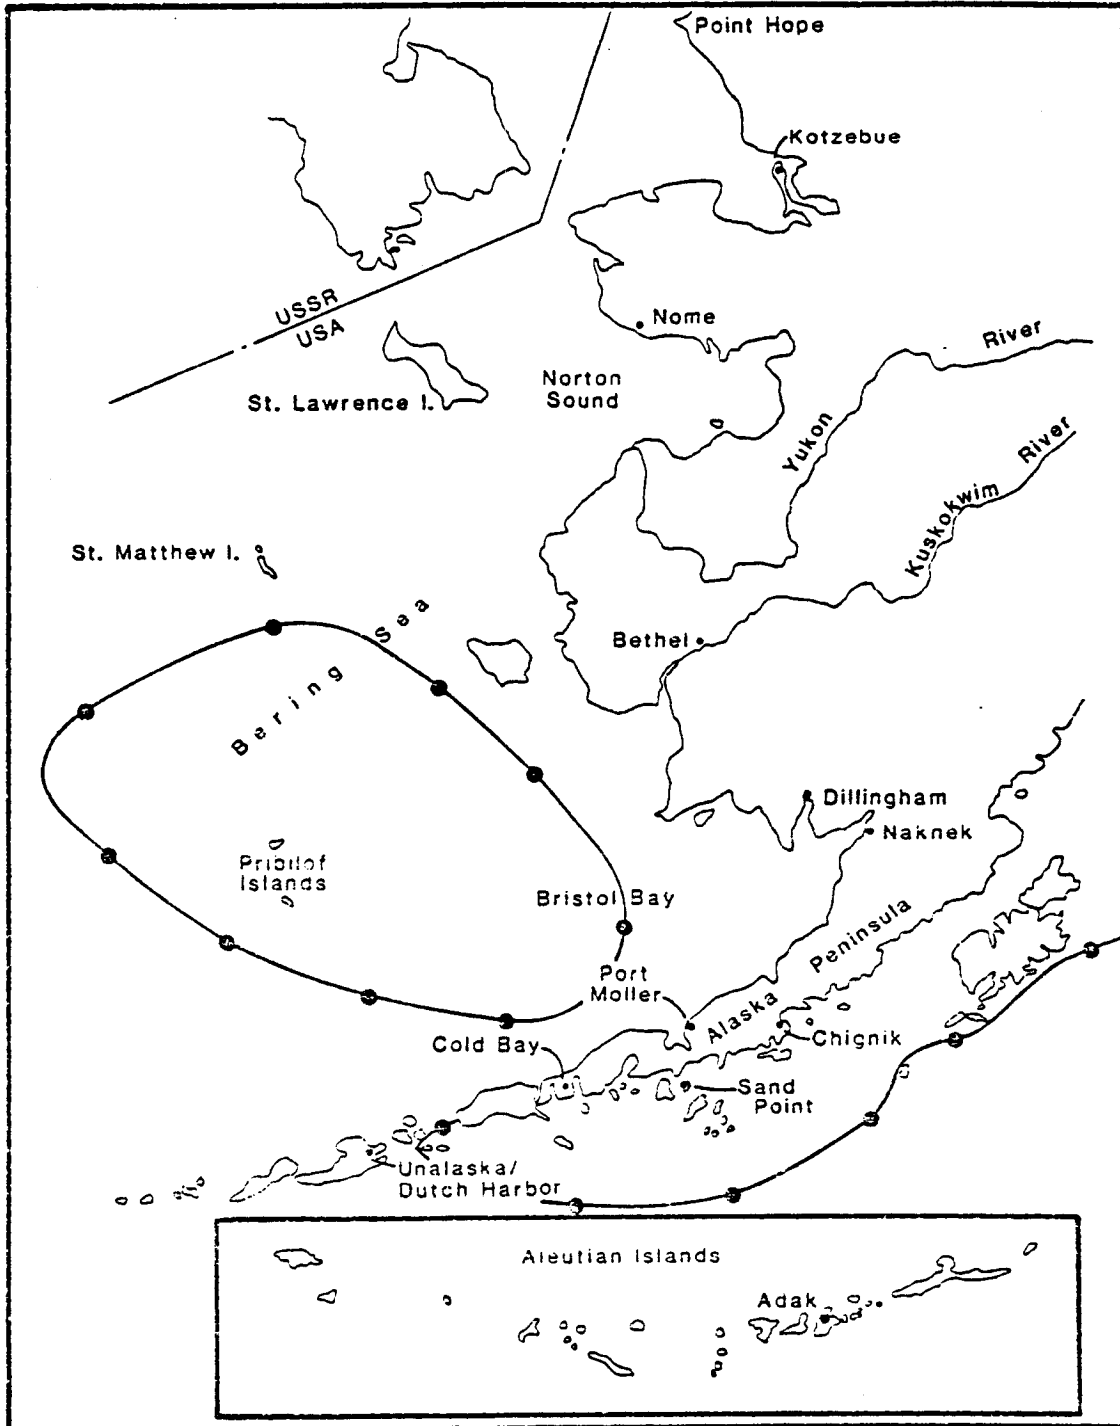 Point Hope
Kotzebue
USSR
USA
Nome
River
St. Lawrence I.
Norton
Sound
Yukon
River
Kuskokwim
St. Matthew I.
Bering Sea
Bethel
Dillingham
Naknek
Pribilof
Islands
Bristol Bay
Peninsula
Port
Moller
Alaska
Cold Bay
Chignik
Sand
Point
Unalaska/
Dutch Harbor
Aleutian Islands
Adak